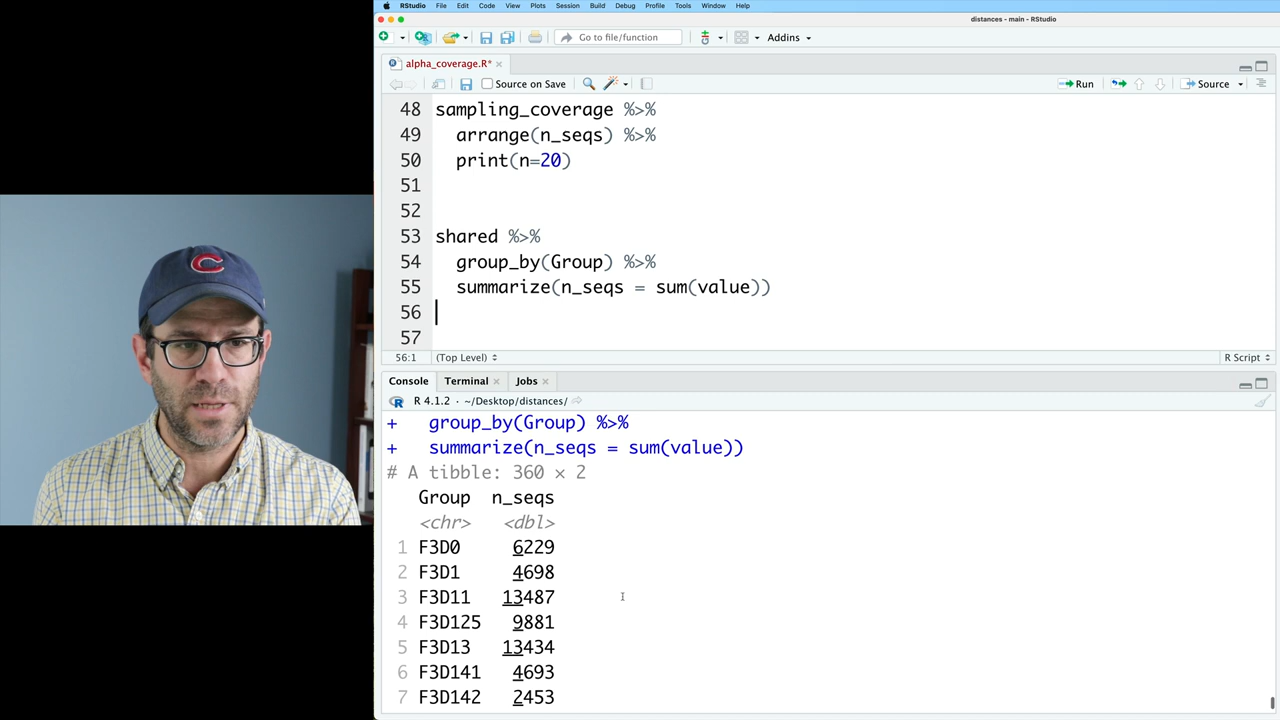 RStudio File Edit Code View Plots Session Build Debug Profile Tools Window Help
distances - main - RStudio
Go to file/function Addins
alpha_coverage.R*
Source on Save Run Source
48 sampling_coverage %>%
49 arrange(n_seqs) %>%
50 print(n=20)
51
52
53 shared %>%
54 group_by(Group) %>%
55 summarize(n_seqs = sum(value))
56
57
56:1 (Top Level) R Script
Console Terminal Jobs
R 4.1.2 · ~/Desktop/distances/
+ group_by(Group) %>%
+ summarize(n_seqs = sum(value))
# A tibble: 360 × 2
Group n_seqs
<chr> <dbl>
1 F3D0 6229
2 F3D1 4698
3 F3D11 13487
4 F3D125 9881
5 F3D13 13434
6 F3D141 4693
7 F3D142 2453
C